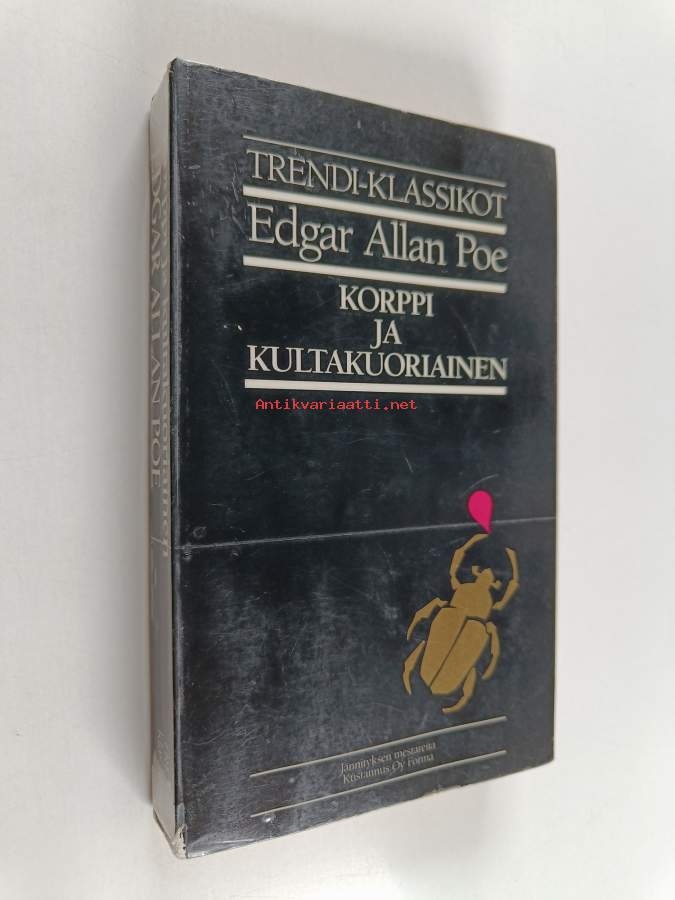 TRENDI-KLASSIKOT
Edgar Allan Poe
KORPPI
JA
KULTAKUORIAINEN
Antikvariaatti.net
Jännityksen mestareita
Kustannus Oy Forma
EDGAR ALLAN POE